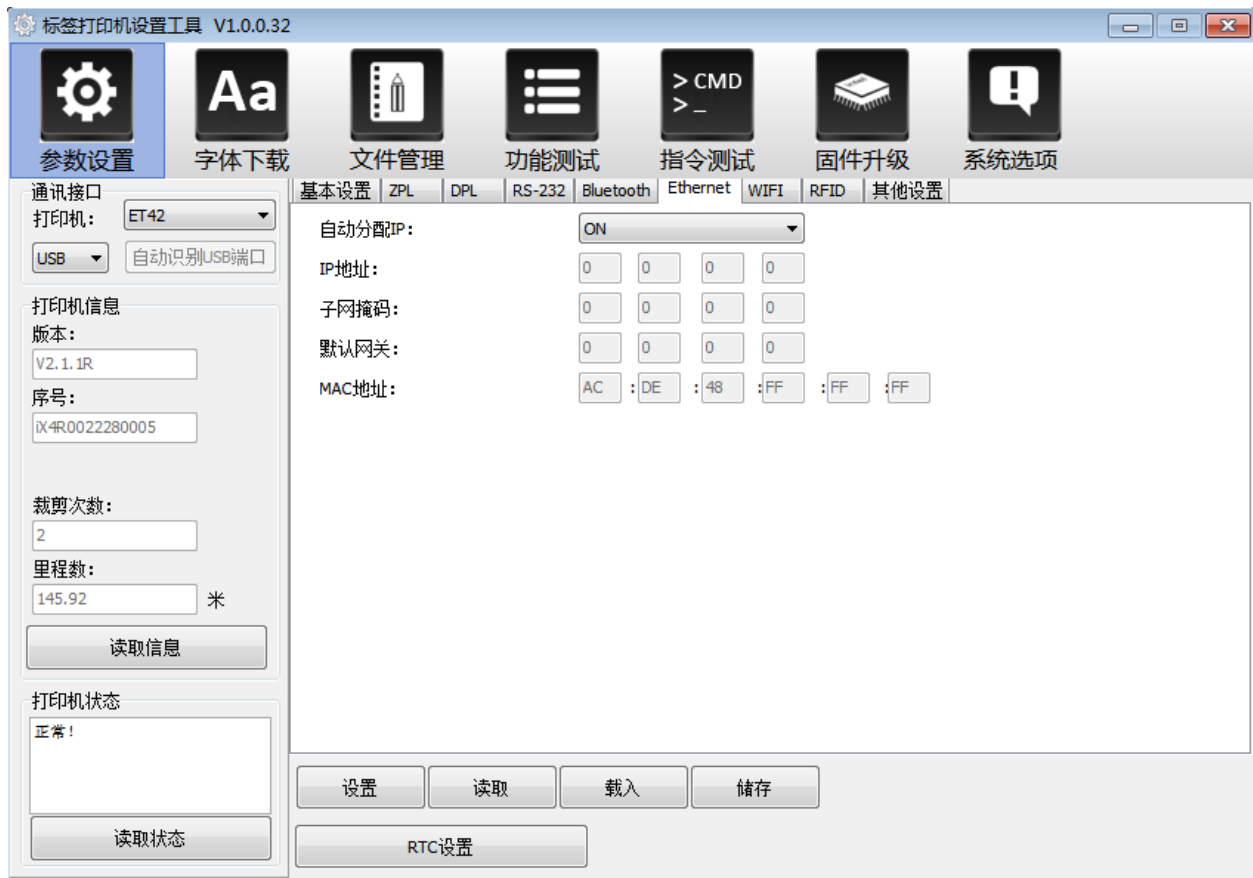 标签打印机设置工具 V1.0.0.32
Aa
> CMD
>_
参数设置 字体下载 文件管理 功能测试 指令测试 固件升级 系统选项
通讯接口
打印机: ET42
USB 自动识别USB端口
打印机信息
版本:
V2.1.1R
序号:
iX4R0022280005
裁剪次数:
2
里程数:
145.92 米
读取信息
打印机状态
正常!
读取状态
基本设置 ZPL DPL RS-232 Bluetooth Ethernet WIFI RFID 其他设置
自动分配IP: ON
IP地址: 0 0 0 0
子网掩码: 0 0 0 0
默认网关: 0 0 0 0
MAC地址: AC :DE :48 :FF :FF :FF
设置 读取 载入 储存
RTC设置